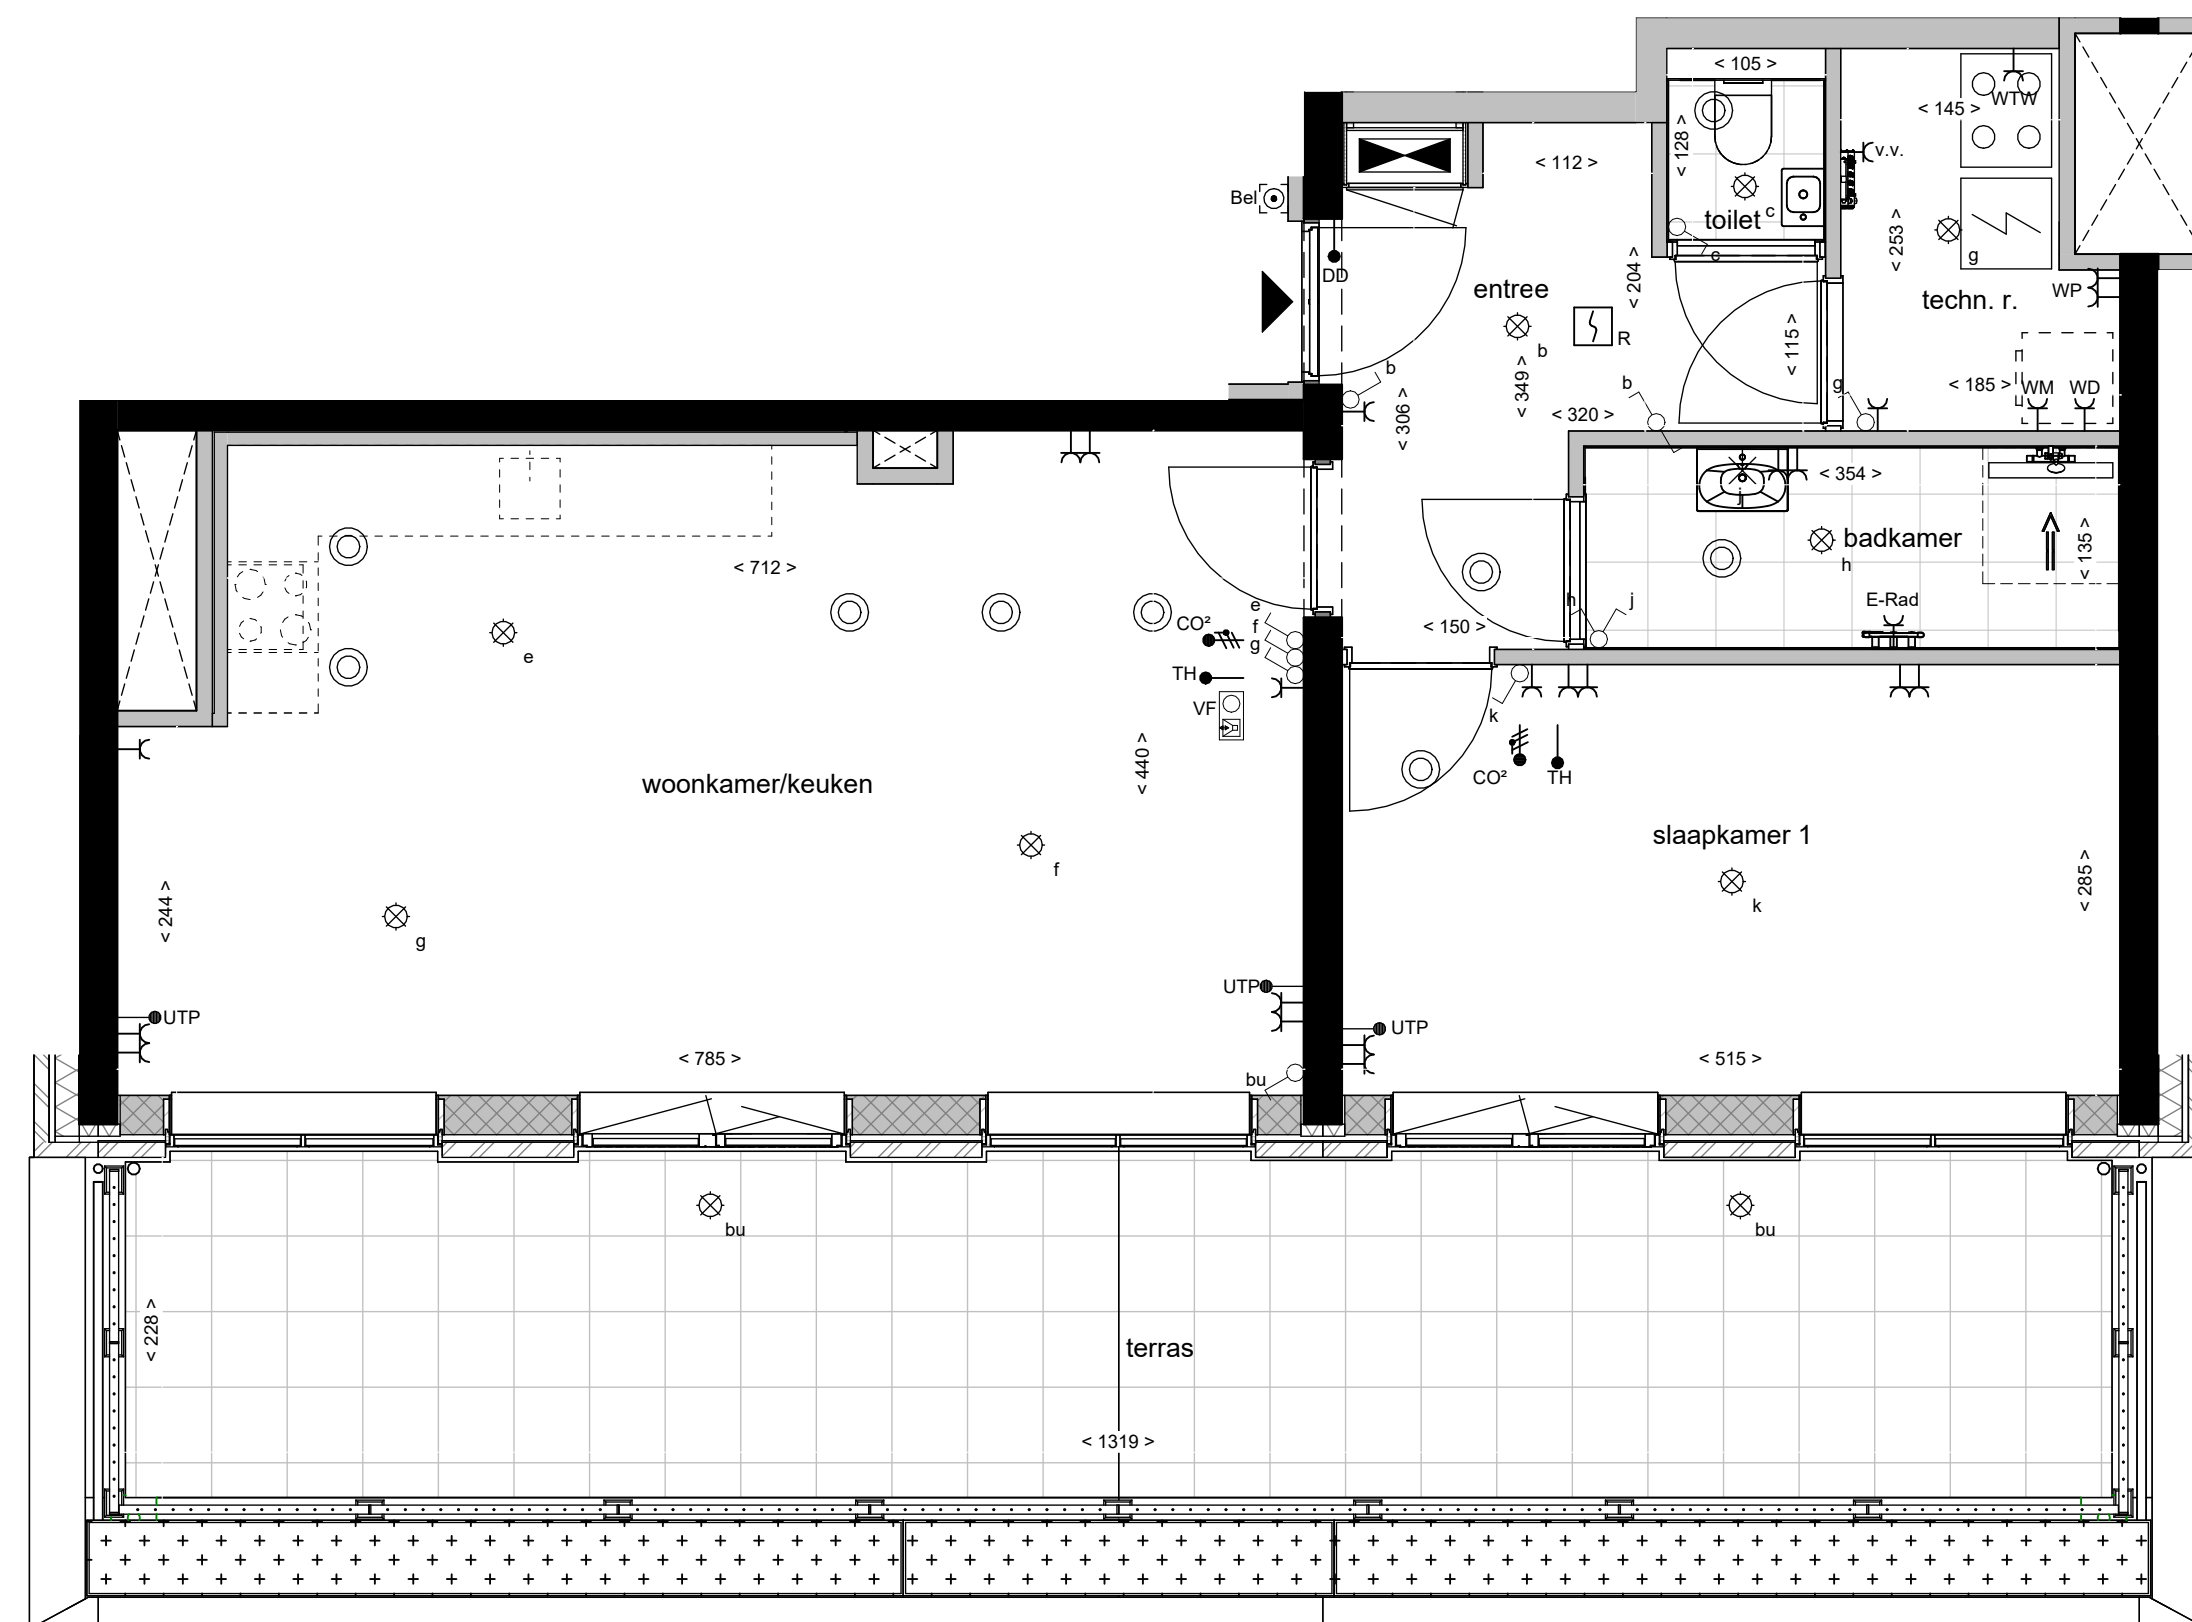 < 105 >
WTW
< 145 >
< 128 >
v.v.
< 112 >
Bel
toilet
c
c
< 253 >
g
DD
< 204 >
entree
WP
techn. r.
b
R
< 115 >
b
< 349 >
b
g
< 185 >
WM
WD
< 306 >
< 320 >
< 354 >
j
badkamer
h
< 135 >
< 712 >
E-Rad
h
j
e
f
g
CO²
< 150 >
e
TH
VF
k
< 440 >
CO²
TH
woonkamer/keuken
slaapkamer 1
f
k
< 244 >
< 285 >
g
UTP
UTP
UTP
< 785 >
< 515 >
bu
bu
bu
< 228 >
terras
< 1319 >